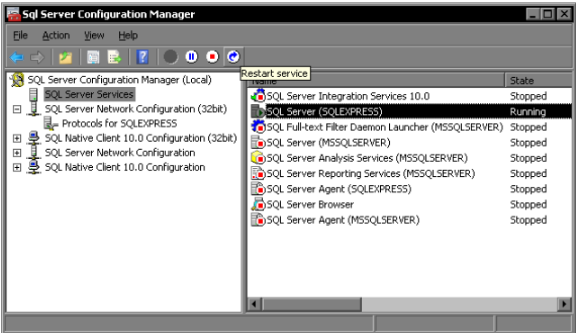 Sql Server Configuration Manager
File Action View Help
Restart service
Name State
SQL Server Configuration Manager (Local)
SQL Server Services
SQL Server Network Configuration (32bit)
Protocols for SQLEXPRESS
SQL Native Client 10.0 Configuration (32bit)
SQL Server Network Configuration
SQL Native Client 10.0 Configuration
SQL Server Integration Services 10.0 Stopped
SQL Server (SQLEXPRESS) Running
SQL Full-text Filter Daemon Launcher (MSSQLSERVER) Stopped
SQL Server (MSSQLSERVER) Stopped
SQL Server Analysis Services (MSSQLSERVER) Stopped
SQL Server Reporting Services (MSSQLSERVER) Stopped
SQL Server Agent (SQLEXPRESS) Stopped
SQL Server Browser Stopped
SQL Server Agent (MSSQLSERVER) Stopped